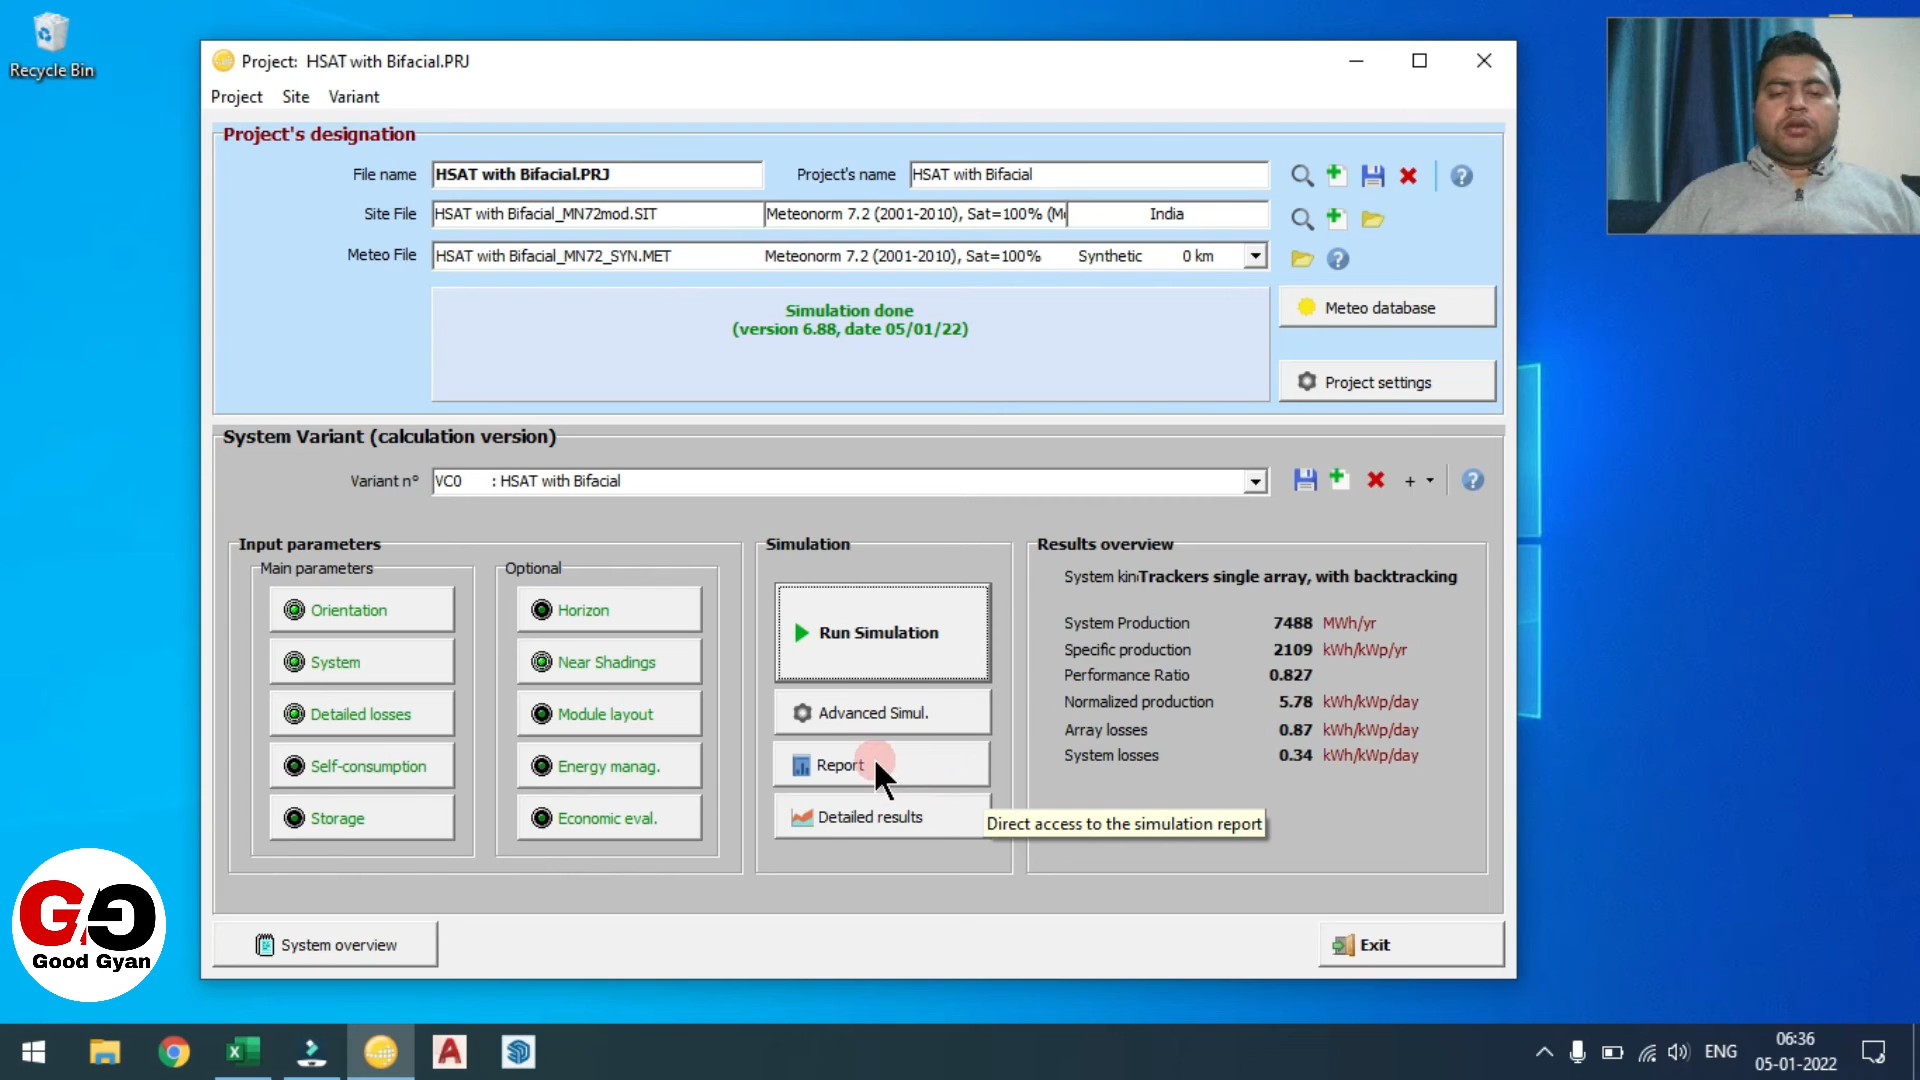 Recycle Bin
Project: HSAT with Bifacial.PRJ
Project Site Variant
Project's designation
File name HSAT with Bifacial.PRJ Project's name HSAT with Bifacial
Site File HSAT with Bifacial_MN72mod.SIT Meteonorm 7.2 (2001-2010), Sat=100% (M India
Meteo File HSAT with Bifacial_MN72_SYN.MET Meteonorm 7.2 (2001-2010), Sat=100% Synthetic 0 km
Simulation done
(version 6.88, date 05/01/22)
Meteo database
Project settings
System Variant (calculation version)
Variant n° VC0 : HSAT with Bifacial
Input parameters
Main parameters
Orientation
System
Detailed losses
Self-consumption
Storage
Optional
Horizon
Near Shadings
Module layout
Energy manag.
Economic eval.
Simulation
Run Simulation
Advanced Simul.
Report
Detailed results
Direct access to the simulation report
Results overview
System kin Trackers single array, with backtracking
System Production 7488 MWh/yr
Specific production 2109 kWh/kWp/yr
Performance Ratio 0.827
Normalized production 5.78 kWh/kWp/day
Array losses 0.87 kWh/kWp/day
System losses 0.34 kWh/kWp/day
System overview
Exit
GG
Good Gyan
ENG
06:36
05-01-2022